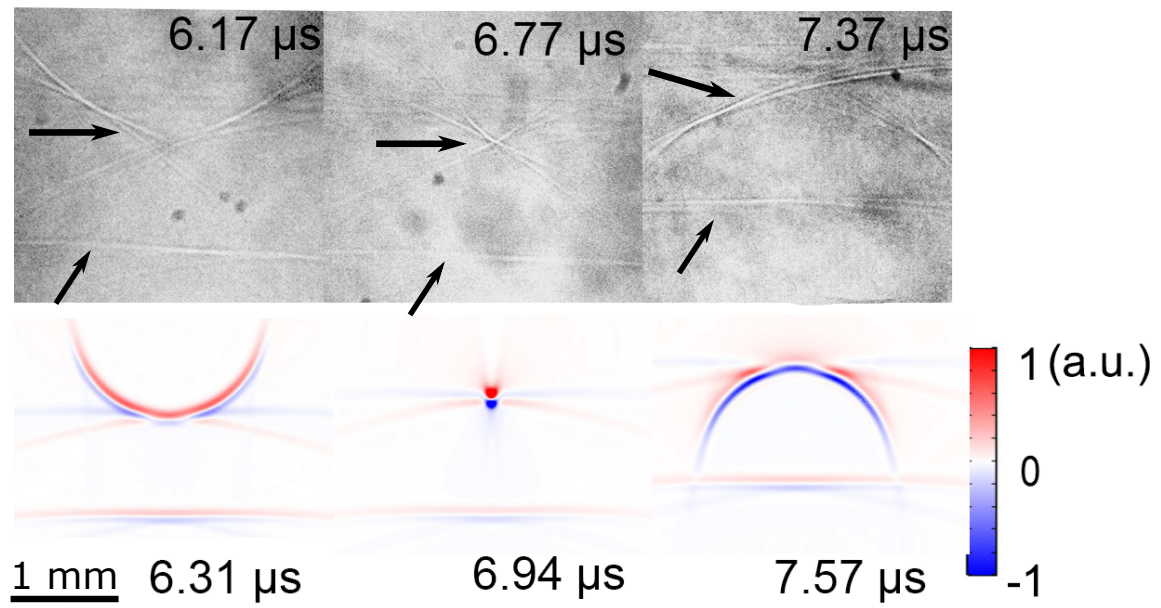 6.17 µs
6.77 µs
7.37 µs
1 (a.u.)
0
-1
1 mm
6.31 µs
6.94 µs
7.57 µs